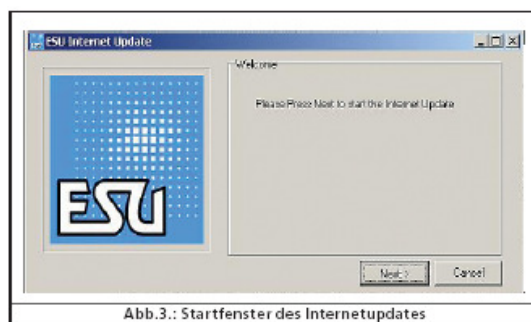 ESU Internet Update
Welcome
Please Press Next to start the Internet Update
ESU
Next >
Cancel
Abb.3.: Startfenster des Internetupdates